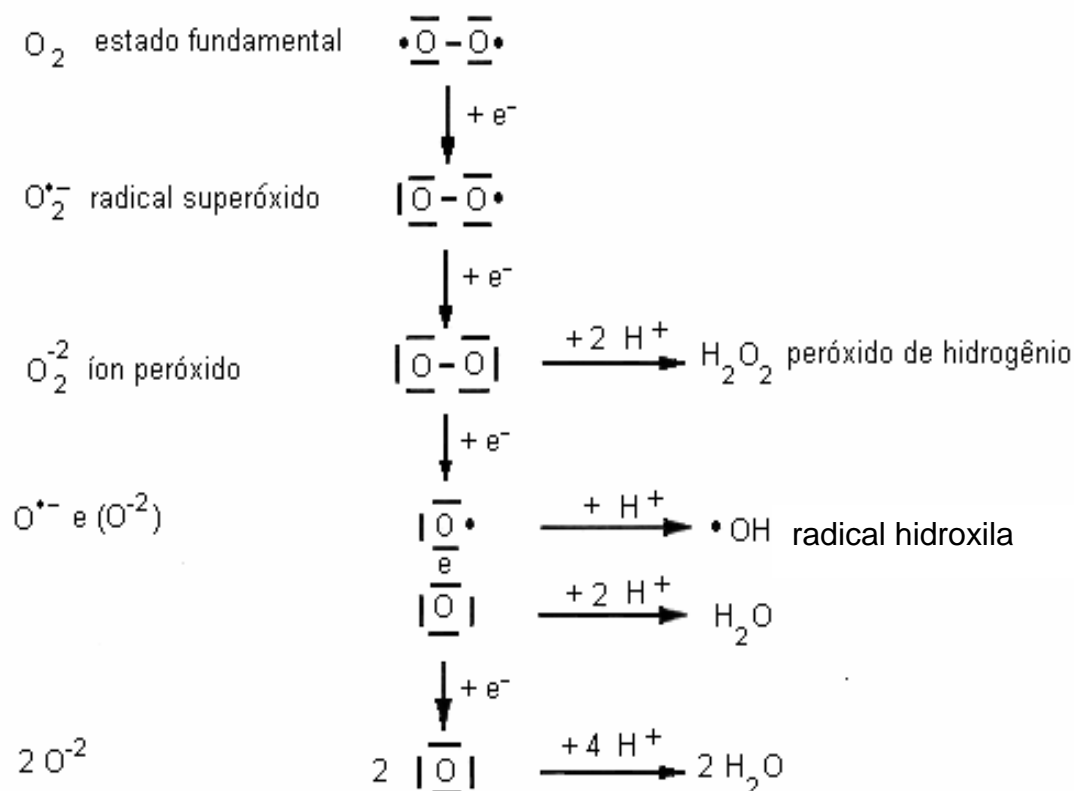 O2 estado fundamental •O–O•
+ e⁻
O2•− radical superóxido |O–O•
+ e⁻
O2-2 íon peróxido |O–O| +2 H+ H2O2 peróxido de hidrogênio
+ e⁻
O•− e (O-2) |O• + H+ •OH radical hidroxila
e
|O| +2 H+ H2O
+ e⁻
2 O-2 2 |O| +4 H+ 2 H2O